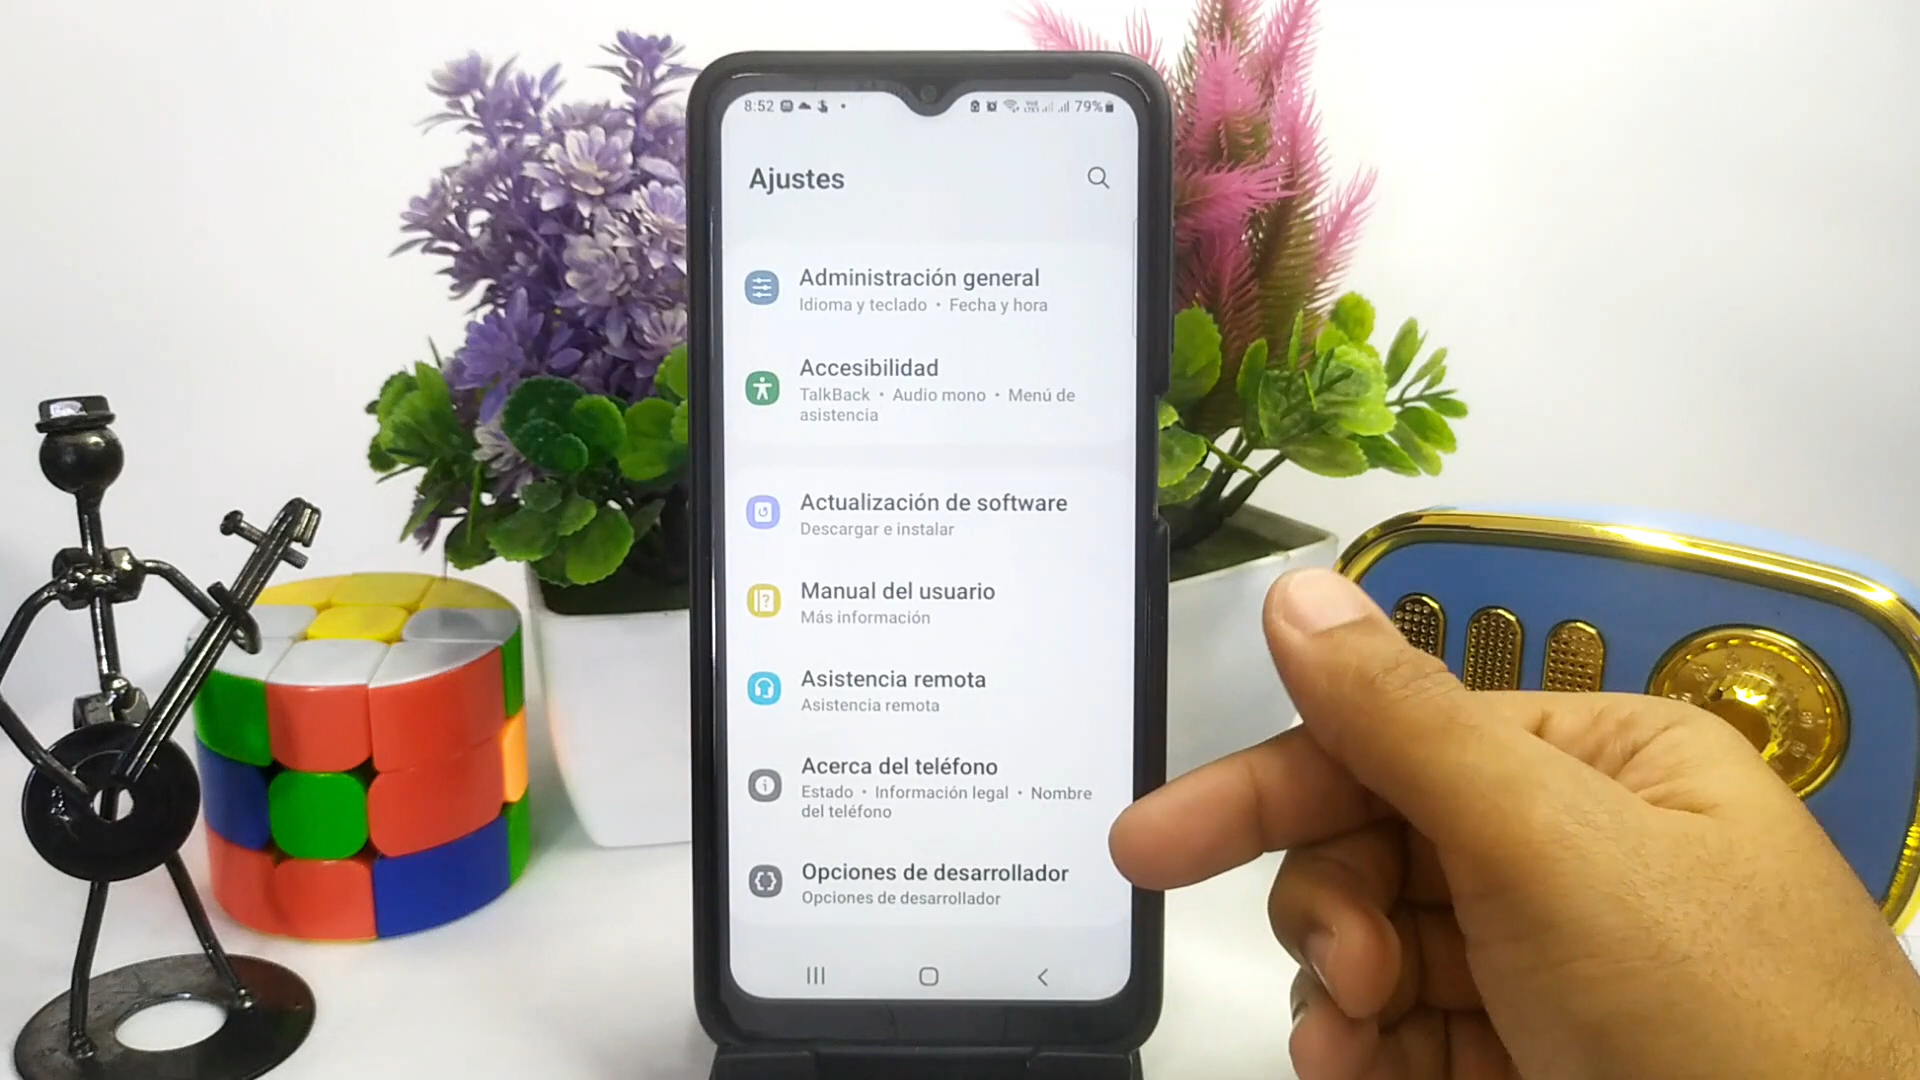 8:52 79%
Ajustes
Administración general
Idioma y teclado • Fecha y hora
Accesibilidad
TalkBack • Audio mono • Menú de
asistencia
Actualización de software
Descargar e instalar
Manual del usuario
Más información
Asistencia remota
Asistencia remota
Acerca del teléfono
Estado • Información legal • Nombre
del teléfono
Opciones de desarrollador
Opciones de desarrollador